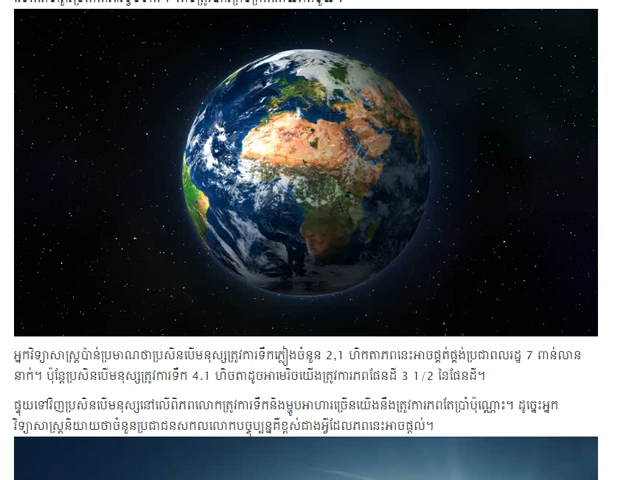 អ្នកវិទ្យាសាស្ត្រប៉ាន់ប្រមាណថាប្រសិនបើមនុស្សត្រូវការទឹកភ្លៀងចំនួន 2,1 ហិកតាភពនេះអាចផ្គត់ផ្គង់ប្រជាពលរដ្ឋ 7 ពាន់លាន
នាក់។ ប៉ុន្តែប្រសិនបើមនុស្សត្រូវការទឹក 4.1 ហិចតាដូចអាមេរិចយើងត្រូវការភពផែនដី 3 1/2 នៃផែនដី។
ផ្ទុយទៅវិញប្រសិនបើមនុស្សនៅលើពិភពលោកត្រូវការទឹកនិងម្ហូបអាហារច្រើនយើងនឹងត្រូវការភពតែប្រាំប៉ុណ្ណោះ។ ដូច្នេះអ្នក
វិទ្យាសាស្ត្រនិយាយថាចំនួនប្រជាជនសកលលោកបច្ចុប្បន្នគឺខ្ពស់ជាងអ្វីដែលភពនេះអាចផ្តល់។